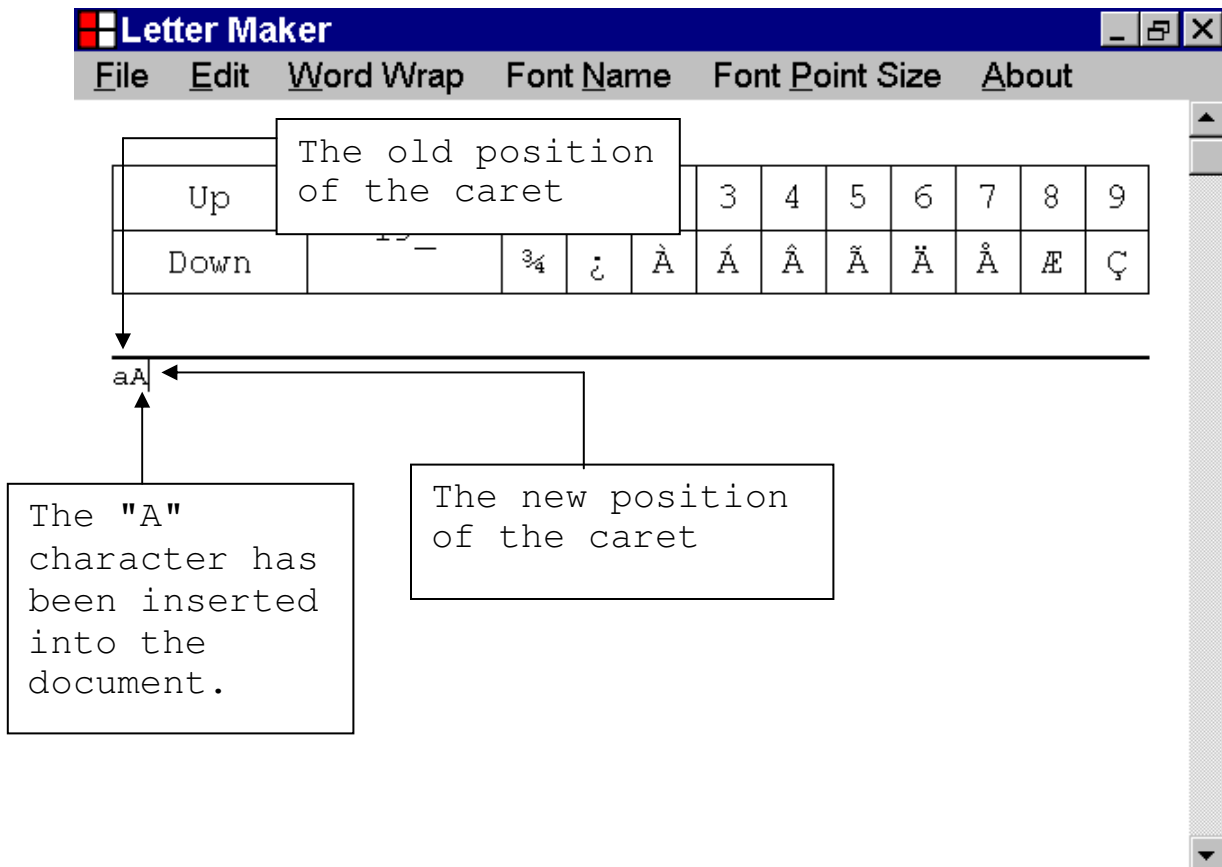 Letter Maker
File Edit Word Wrap Font Name Font Point Size About
The old position
of the caret
Up 3 4 5 6 7 8 9
Down ¾ ¿ À Á Â Ã Ä Å Æ Ç
aA
The new position
of the caret
The "A"
character has
been inserted
into the
document.